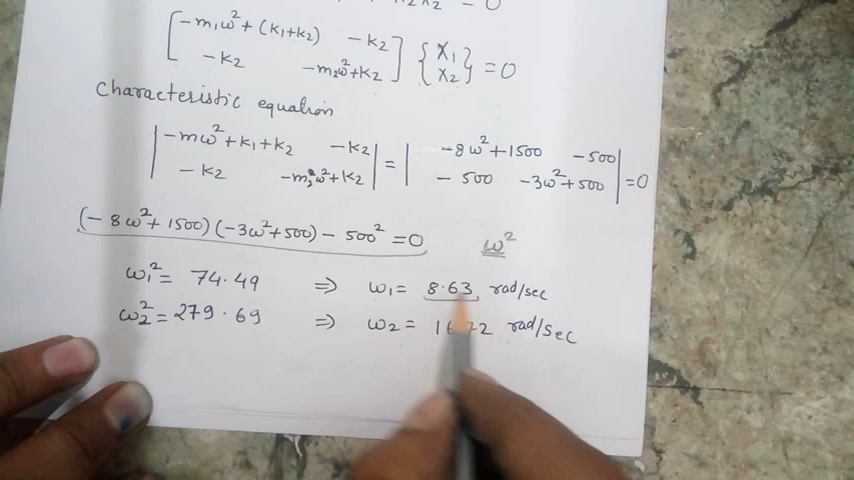 x2 = 0
[-m1ω²+(k1+k2) -k2] {x1}
[-k2 -m2ω²+k2] {x2} = 0
Characteristic equation
|-mω²+k1+k2 -k2| = |-8ω²+1500 -500|
|-k2 -m2ω²+k2| |-500 -3ω²+500| = 0
(-8ω²+1500)(-3ω²+500) - 500² = 0 ω²
ω1² = 74.49 ⇒ ω1 = 8.63 rad/sec
ω2² = 279.69 ⇒ ω2 = rad/sec